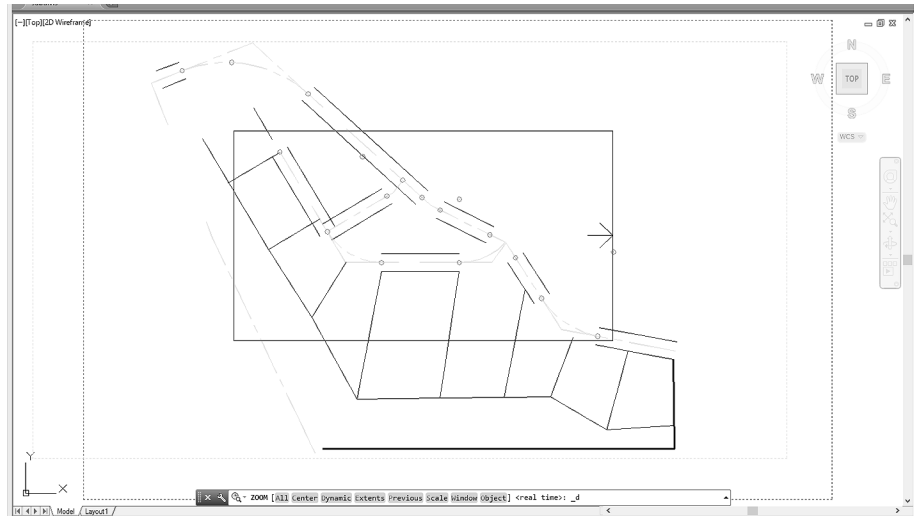 [−][Top][2D Wireframe]
N
W TOP E
S
WCS
Y
X
ZOOM [All Center Dynamic Extents Previous Scale Window Object] <real time>: _d
Model Layout1